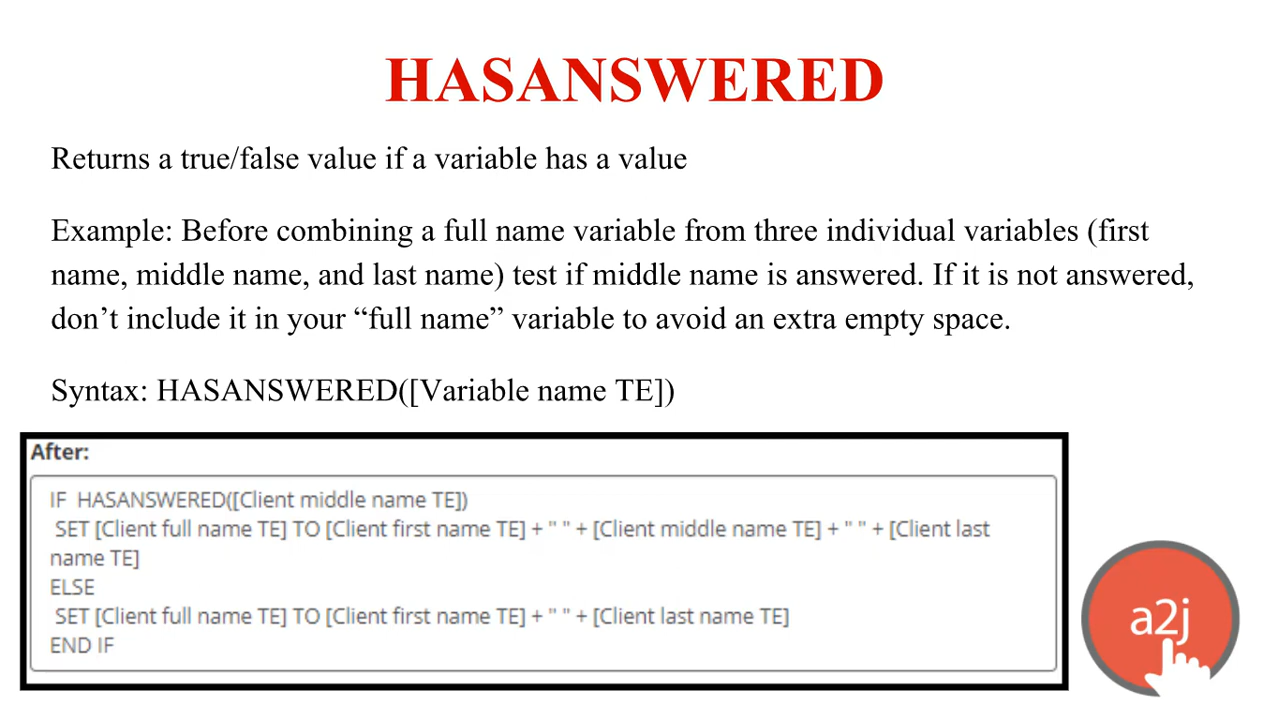 HASANSWERED
Returns a true/false value if a variable has a value
Example: Before combining a full name variable from three individual variables (first
name, middle name, and last name) test if middle name is answered. If it is not answered,
don’t include it in your “full name” variable to avoid an extra empty space.
Syntax: HASANSWERED([Variable name TE])
After:
IF  HASANSWERED([Client middle name TE])
SET [Client full name TE] TO [Client first name TE] + " " + [Client middle name TE] + " " + [Client last
name TE]
ELSE
SET [Client full name TE] TO [Client first name TE] + " " + [Client last name TE]
END IF
a2j